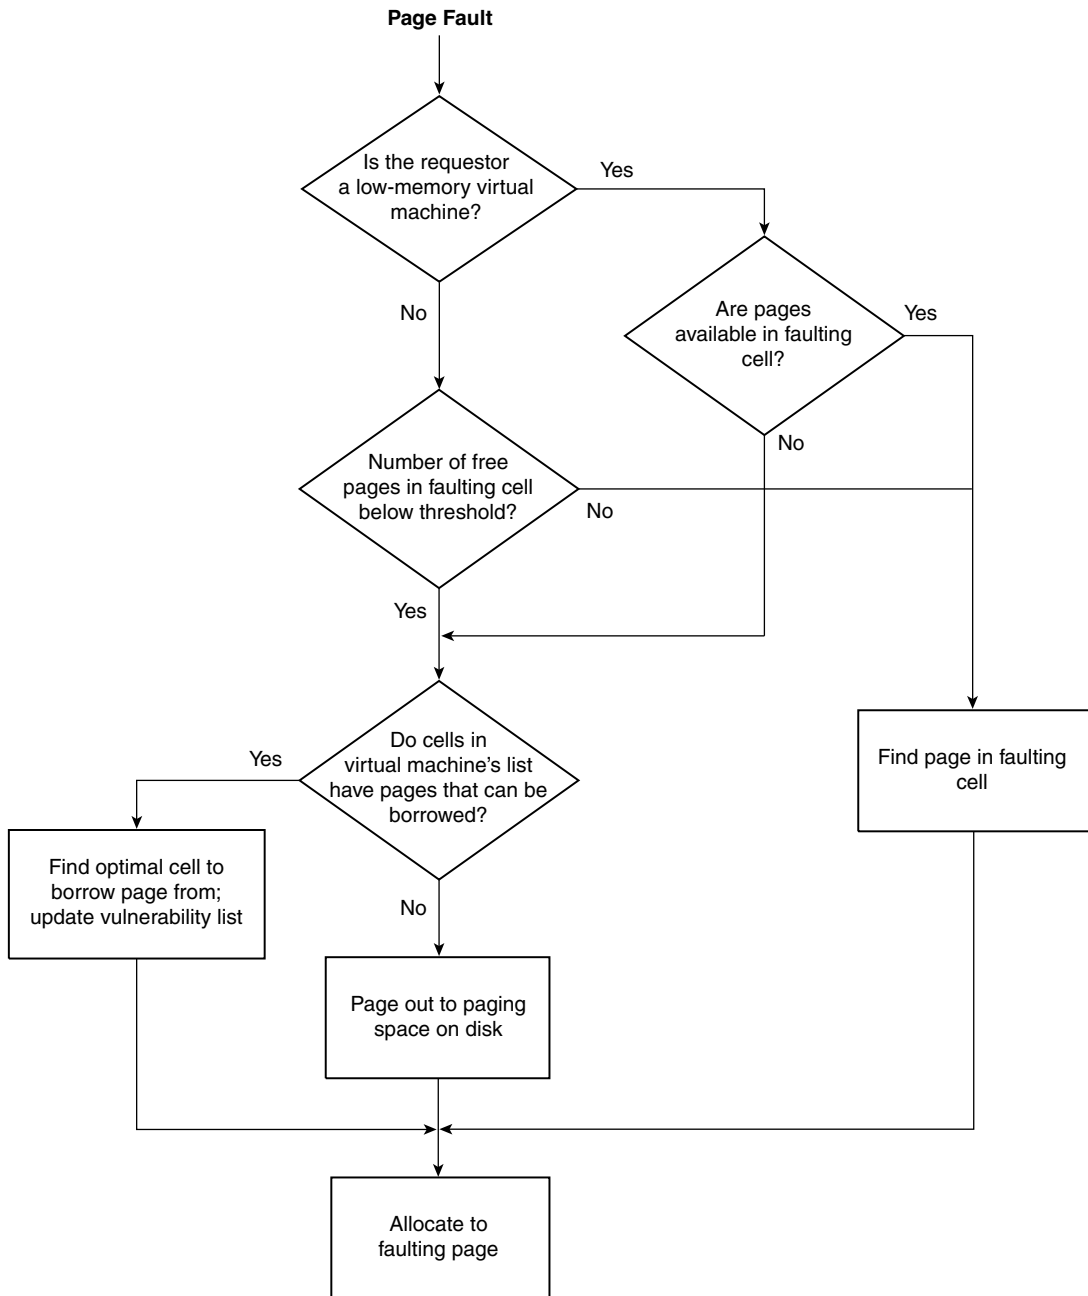 Page Fault
Is the requestor
a low-memory virtual
machine?
Yes
No
Are pages
available in faulting
cell?
Yes
No
Number of free
pages in faulting cell
below threshold?
No
Yes
Do cells in
virtual machine’s list
have pages that can be
borrowed?
Yes
No
Find page in faulting
cell
Find optimal cell to
borrow page from;
update vulnerability list
Page out to paging
space on disk
Allocate to
faulting page